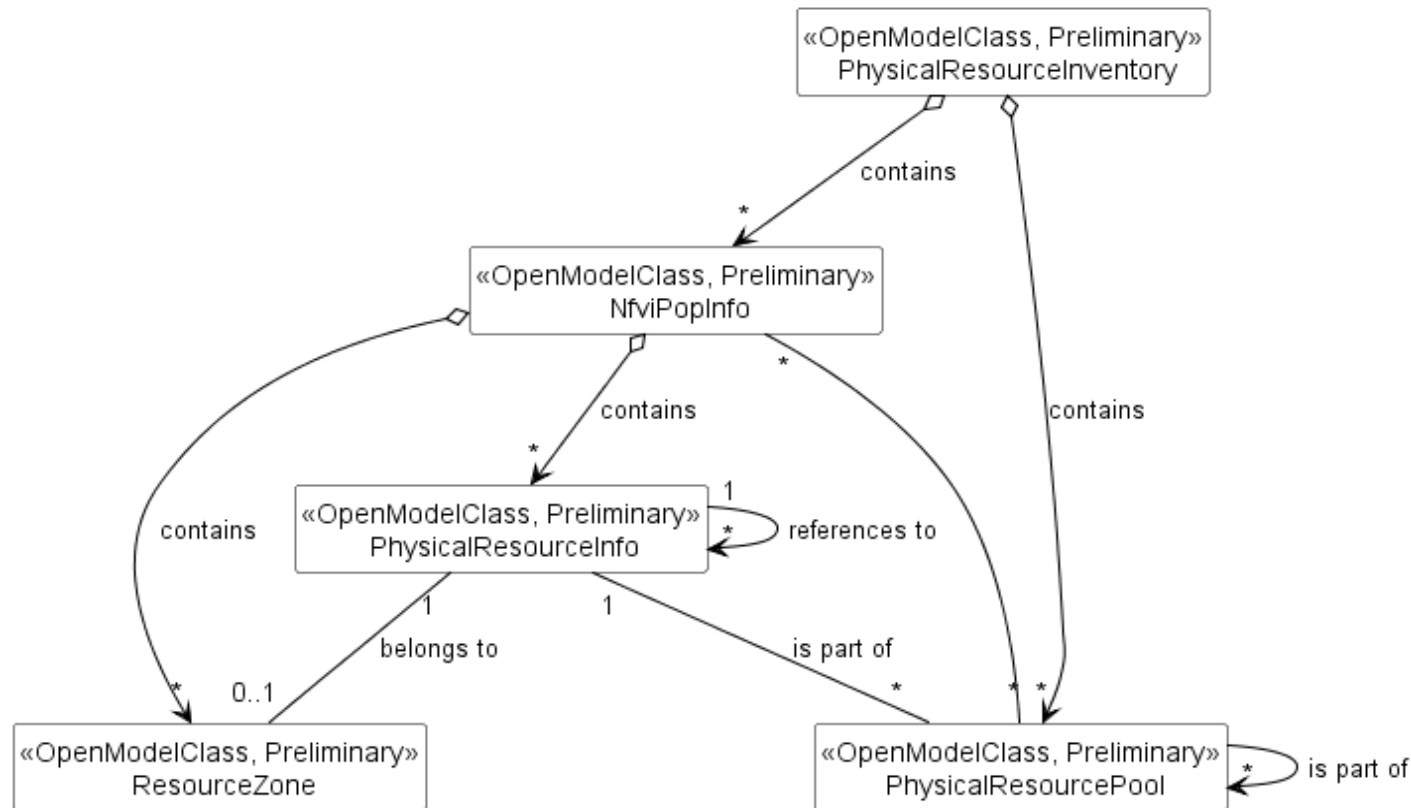 «OpenModelClass, Preliminary»
PhysicalResourceInventory
contains
*
«OpenModelClass, Preliminary»
NfviPopInfo
*
contains
contains
*
1
«OpenModelClass, Preliminary»
PhysicalResourceInfo
*
references to
contains
1
1
belongs to
is part of
*
0..1
*
*
*
«OpenModelClass, Preliminary»
ResourceZone
«OpenModelClass, Preliminary»
PhysicalResourcePool
*
is part of